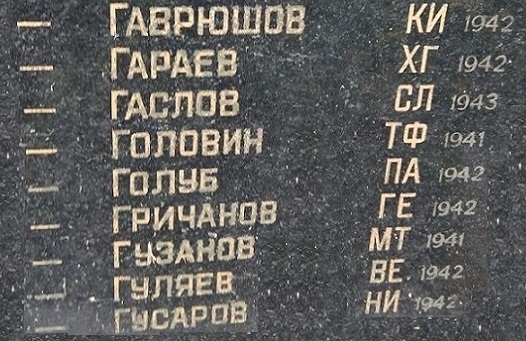 — Гаврюшов КИ 1942
— Гараев ХГ 1942
— Гаслов СЛ 1943
— Головин ТФ 1941
— Голуб ПА 1942
— Гричанов ГЕ 1942
— Гузанов МТ 1941
— Гуляев ВЕ 1942
— Гусаров НИ 1942